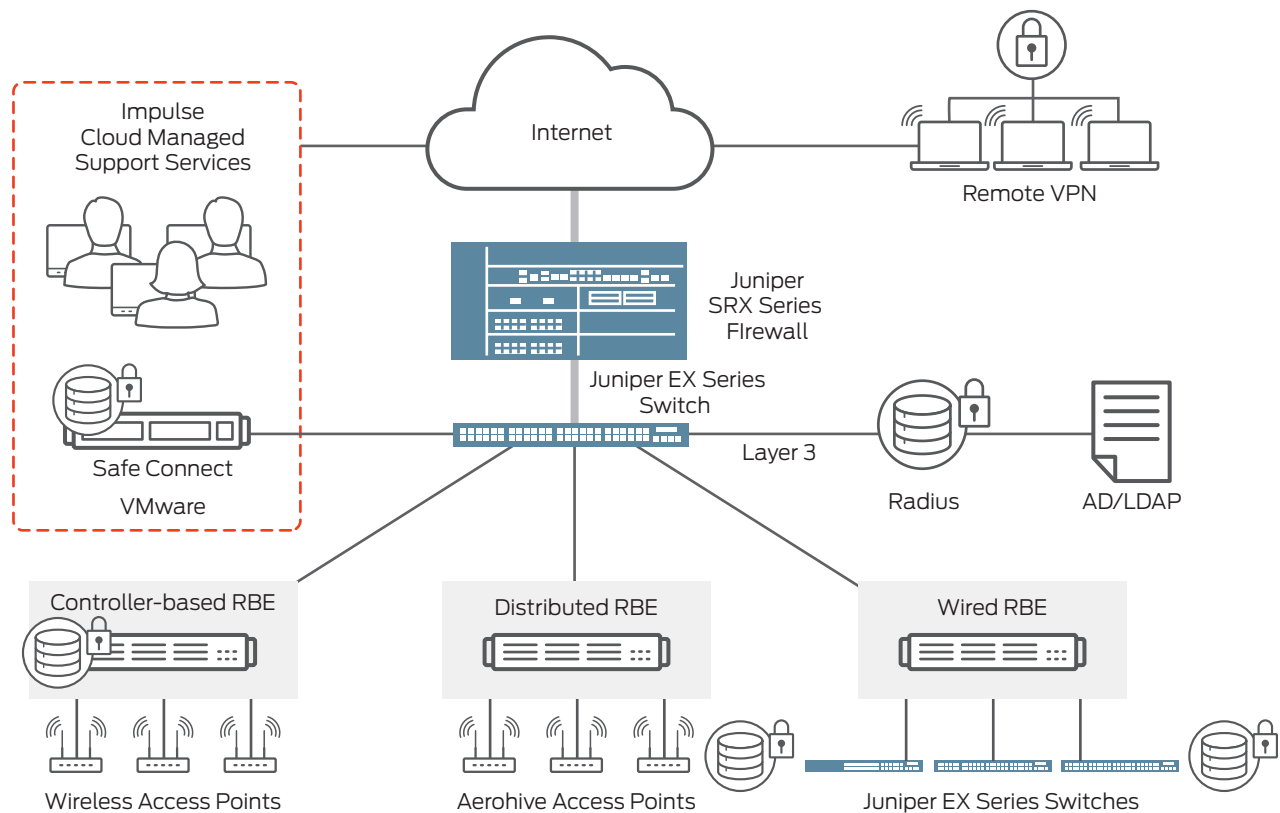 Impulse
Cloud Managed
Support Services
Internet
Remote VPN
Juniper
SRX Series
FIrewall
Juniper EX Series
Switch
Safe Connect
VMware
Layer 3
Radius
AD/LDAP
Controller-based RBE
Distributed RBE
Wired RBE
Wireless Access Points
Aerohive Access Points
Juniper EX Series Switches